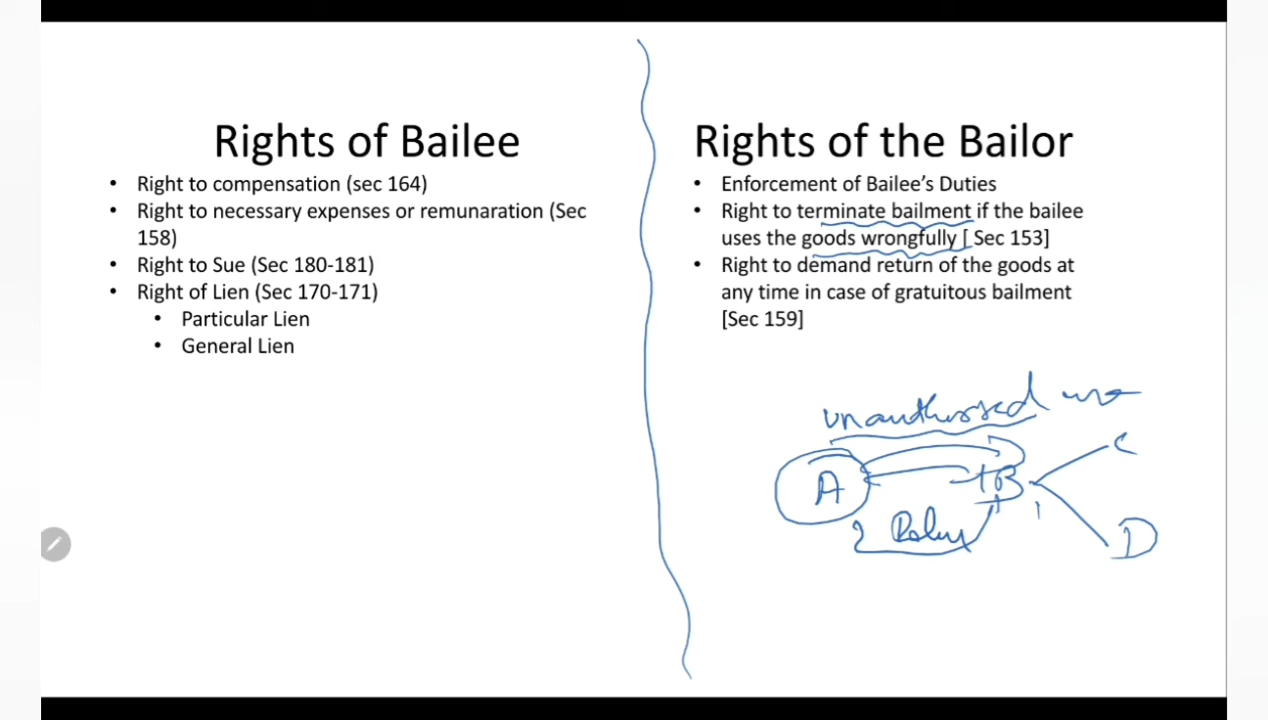 Rights of Bailee
• Right to compensation (sec 164)
• Right to necessary expenses or remunaration (Sec
158)
• Right to Sue (Sec 180-181)
• Right of Lien (Sec 170-171)
• Particular Lien
• General Lien
Rights of the Bailor
• Enforcement of Bailee’s Duties
• Right to terminate bailment if the bailee
uses the goods wrongfully [ Sec 153]
• Right to demand return of the goods at
any time in case of gratuitous bailment
[Sec 159]
A B C
2
D